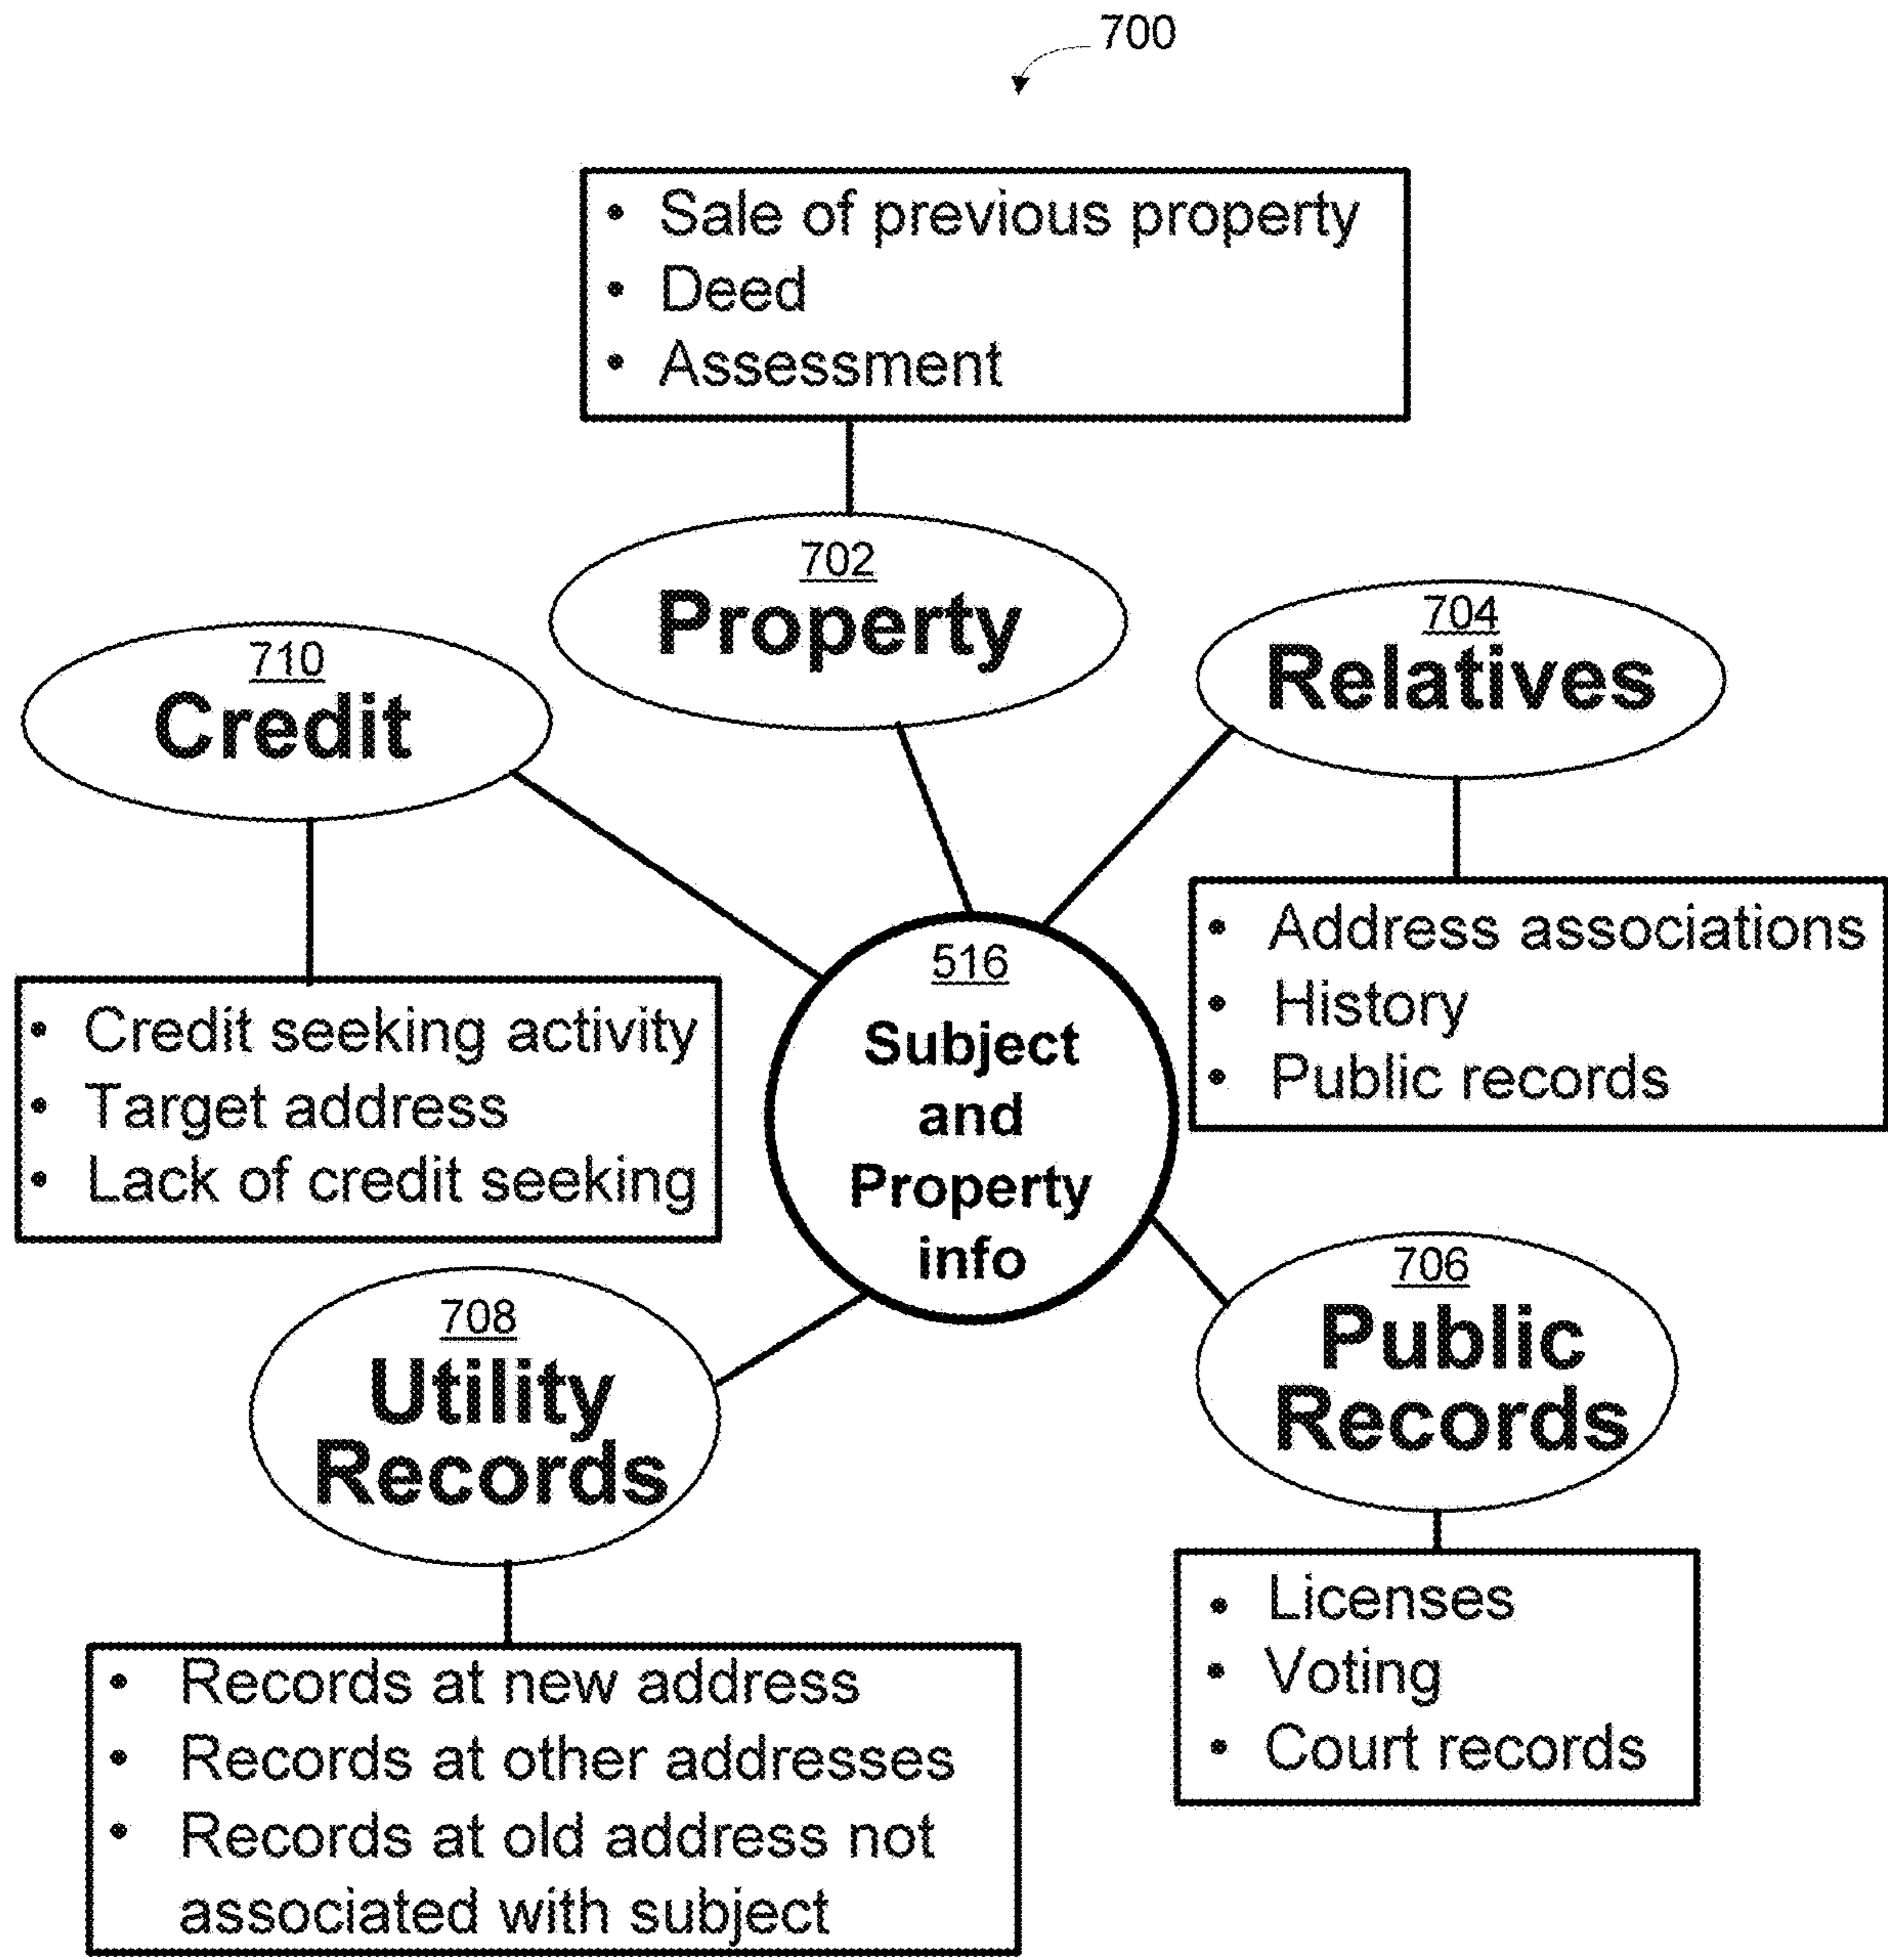 700
• Sale of previous property
• Deed
• Assessment
702
Property
704
Relatives
710
Credit
• Address associations
• History
• Public records
516
Subject
and
Property
info
• Credit seeking activity
• Target address
• Lack of credit seeking
706
Public
Records
708
Utility
Records
• Licenses
• Voting
• Court records
• Records at new address
• Records at other addresses
• Records at old address not
associated with subject